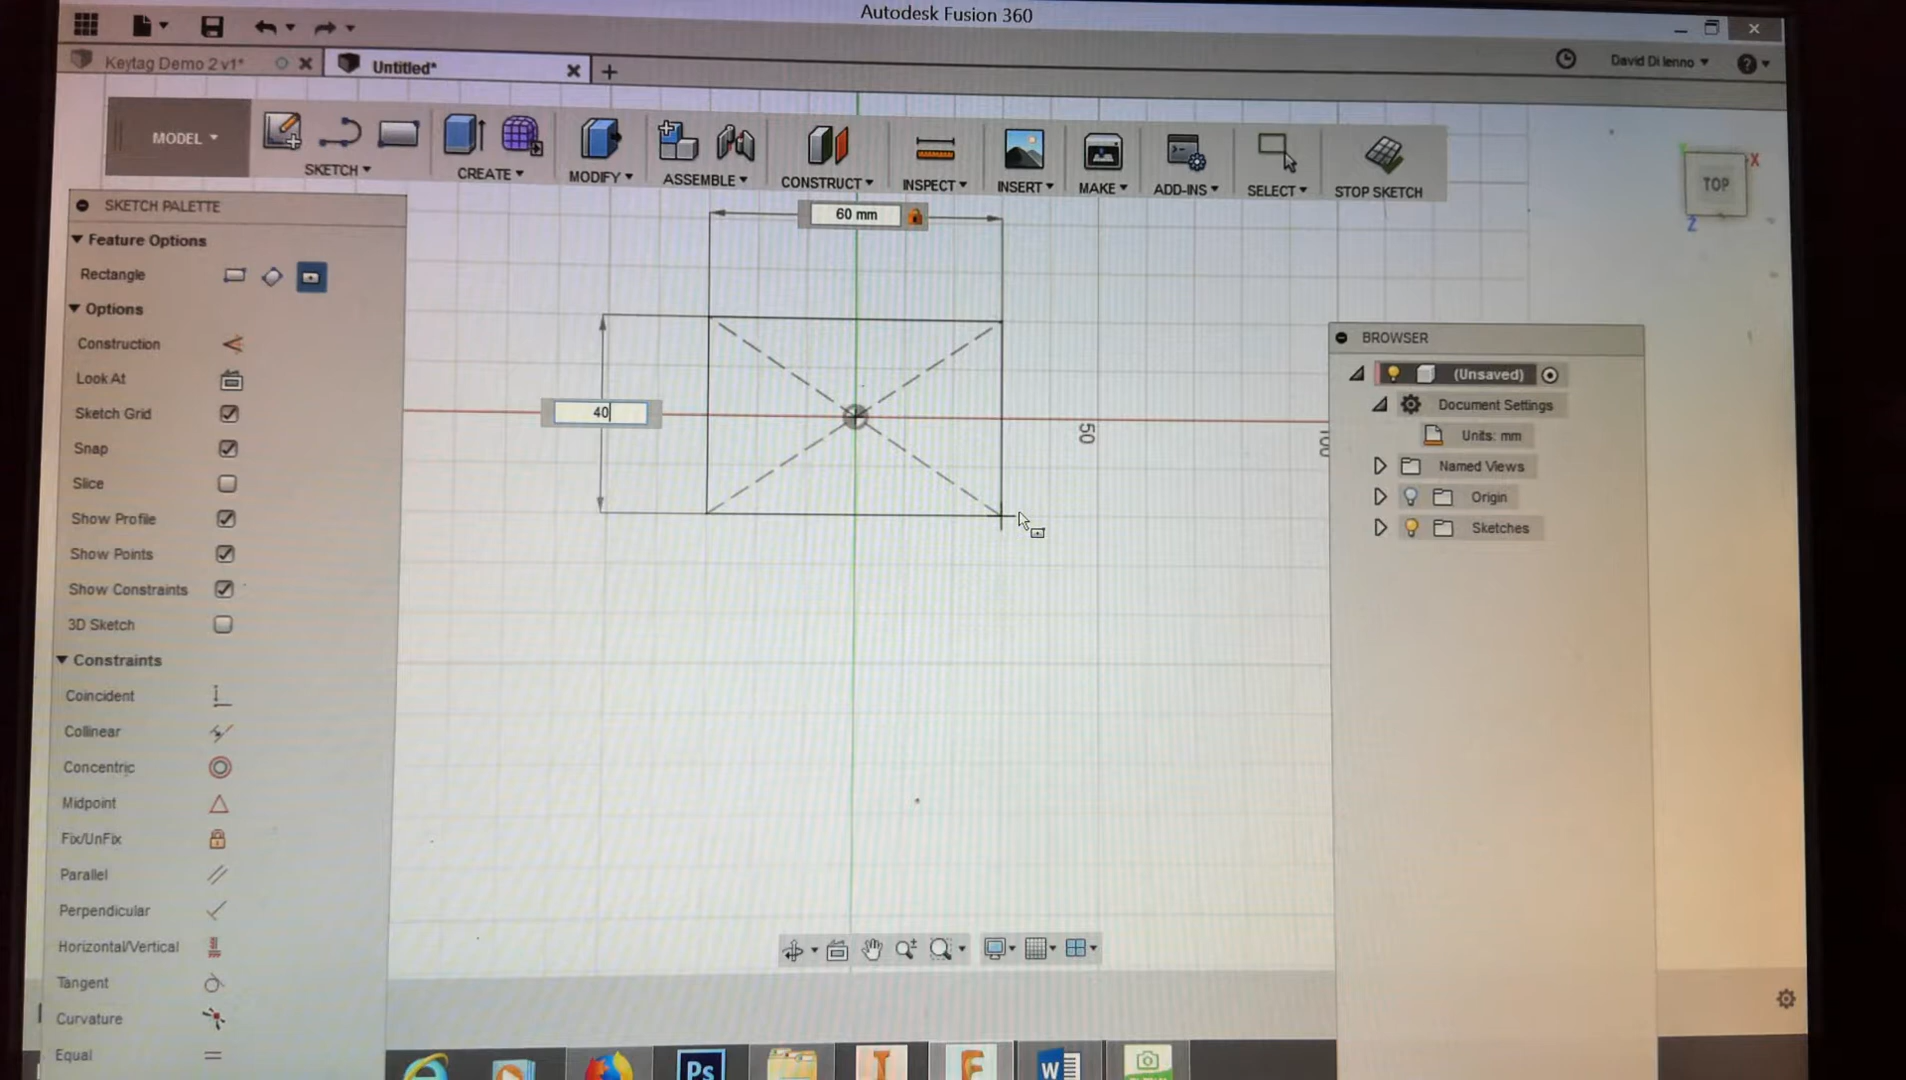 Autodesk Fusion 360
Keytag Demo 2 v1*
Untitled*
David Di Ienno
MODEL
SKETCH
CREATE
MODIFY
ASSEMBLE
CONSTRUCT
INSPECT
INSERT
MAKE
ADD-INS
SELECT
STOP SKETCH
TOP
X
Z
SKETCH PALETTE
Feature Options
Rectangle
Options
Construction
Look At
Sketch Grid
Snap
Slice
Show Profile
Show Points
Show Constraints
3D Sketch
Constraints
Coincident
Collinear
Concentric
Midpoint
Fix/UnFix
Parallel
Perpendicular
Horizontal/Vertical
Tangent
Curvature
Equal
60 mm
40
50
BROWSER
(Unsaved)
Document Settings
Units: mm
Named Views
Origin
Sketches
Ps